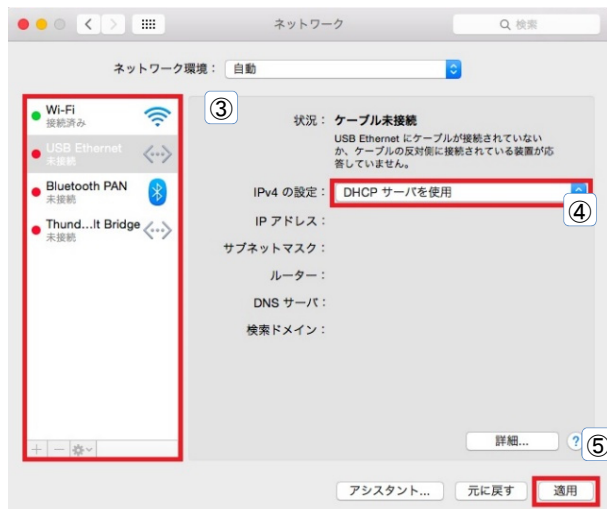 ネットワーク
検索
ネットワーク環境： 自動
Wi-Fi
接続済み
USB Ethernet
未接続
Bluetooth PAN
未接続
Thund…lt Bridge
未接続
③
状況： ケーブル未接続
USB Ethernet にケーブルが接続されていない
か、ケーブルの反対側に接続されている装置が応
答していません。
IPv4 の設定： DHCP サーバを使用
④
IP アドレス：
サブネットマスク：
ルーター：
DNS サーバ：
検索ドメイン：
詳細... ?
⑤
アシスタント... 元に戻す 適用